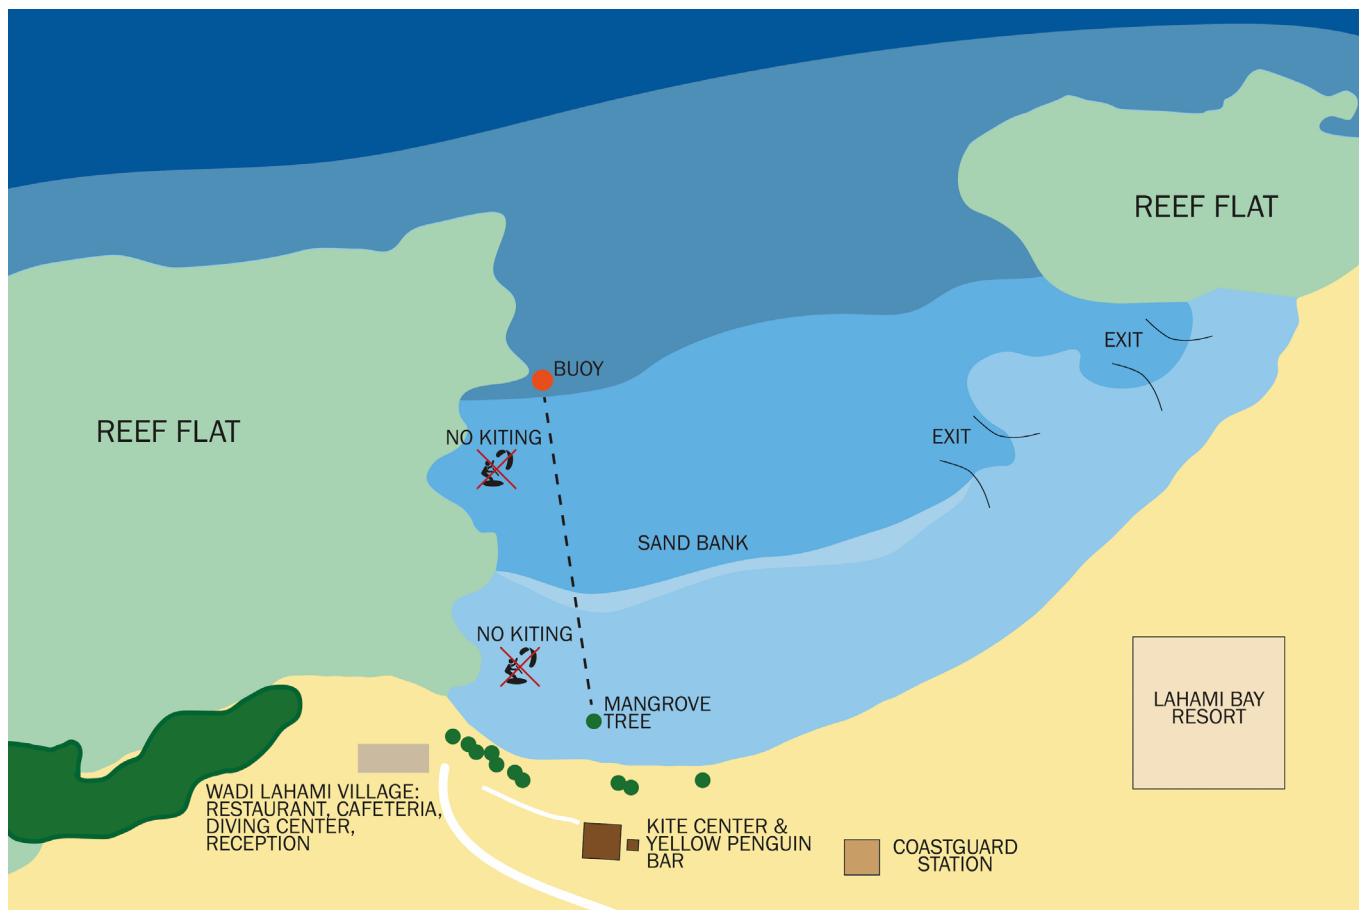 REEF FLAT
EXIT
BUOY
REEF FLAT
NO KITING
EXIT
SAND BANK
NO KITING
MANGROVE
TREE
LAHAMI BAY
RESORT
WADI LAHAMI VILLAGE:
RESTAURANT, CAFETERIA,
DIVING CENTER,
RECEPTION
KITE CENTER &
YELLOW PENGUIN
BAR
COASTGUARD
STATION